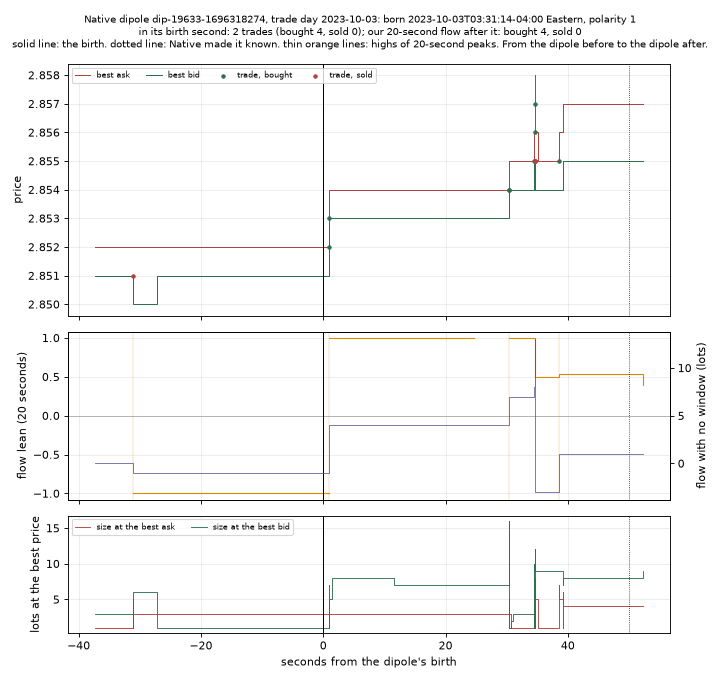 Native dipole dip-19633-1696318274, trade day 2023-10-03: born 2023-10-03T03:31:14-04:00 Eastern, polarity 1
in its birth second: 2 trades (bought 4, sold 0); our 20-second flow after it: bought 4, sold 0
solid line: the birth. dotted line: Native made it known. thin orange lines: highs of 20-second peaks. From the dipole before to the dipole after.
best ask
best bid
trade, bought
trade, sold
2.858
2.857
2.856
2.855
2.854
2.853
2.852
2.851
2.850
price
1.0
0.5
0.0
−0.5
−1.0
flow lean (20 seconds)
10
5
0
flow with no window (lots)
size at the best ask
size at the best bid
15
10
5
lots at the best price
−40
−20
0
20
40
seconds from the dipole's birth